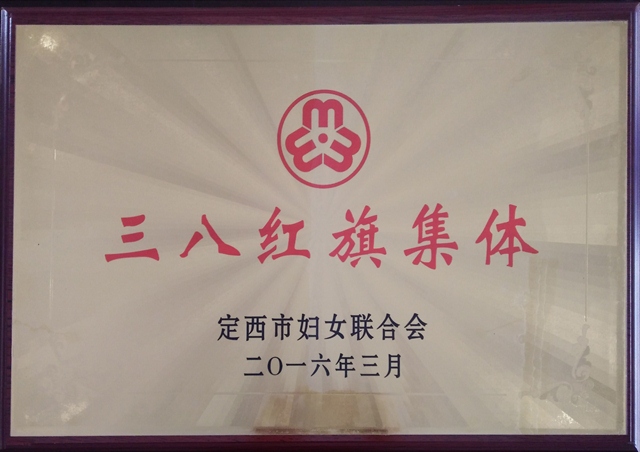 三八红旗集体
定西市妇女联合会
二〇一六年三月